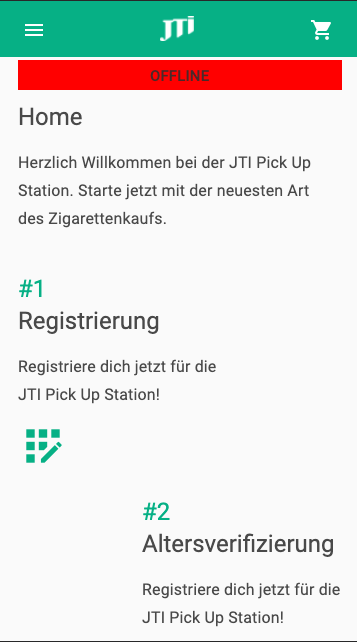 JTi
OFFLINE
Home
Herzlich Willkommen bei der JTI Pick Up
Station. Starte jetzt mit der neuesten Art
des Zigarettenkaufs.
#1
Registrierung
Registriere dich jetzt für die
JTI Pick Up Station!
#2
Altersverifizierung
Registriere dich jetzt für die
JTI Pick Up Station!